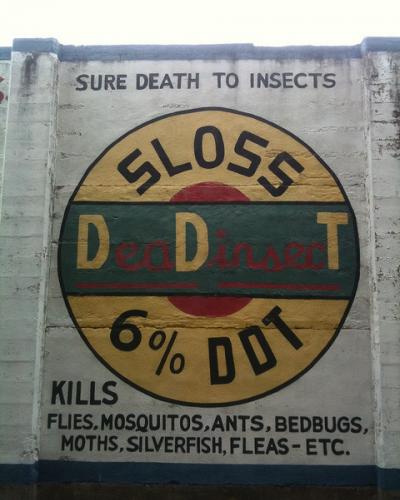 SURE DEATH TO INSECTS
SLOSS
DeaDinsecT
6% DDT
KILLS
FLIES, MOSQUITOS, ANTS, BEDBUGS,
MOTHS, SILVERFISH, FLEAS - ETC.